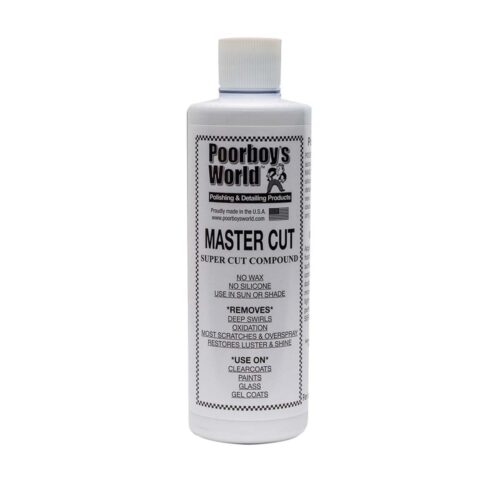 Poorboy's
World™
Polishing & Detailing Products
Proudly made in the U.S.A.
www.poorboysworld.com
MASTER CUT
SUPER CUT COMPOUND
NO WAX
NO SILICONE
USE IN SUN OR SHADE
*REMOVES*
DEEP SWIRLS
OXIDATION
MOST SCRATCHES & OVERSPRAY
RESTORES LUSTER & SHINE
*USE ON*
CLEARCOATS
PAINTS
GLASS
GEL COATS